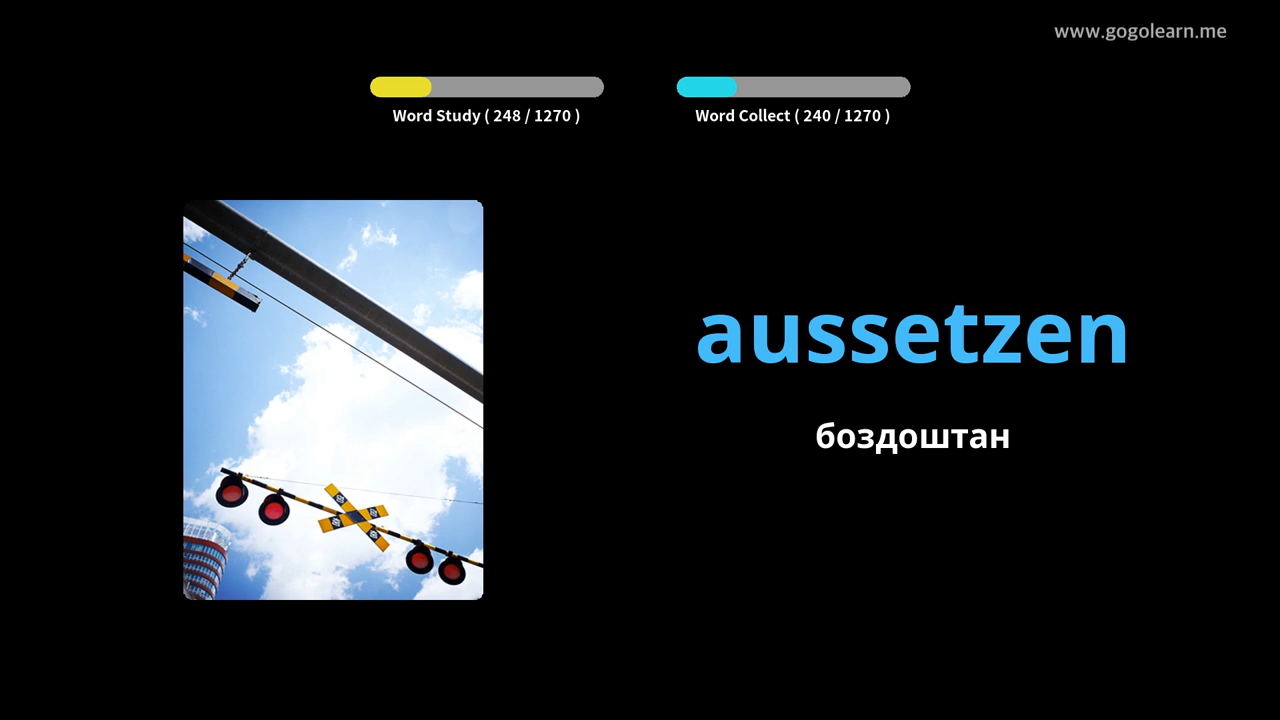 www.gogolearn.me
Word Study ( 248 / 1270 )
Word Collect ( 240 / 1270 )
aussetzen
боздоштан